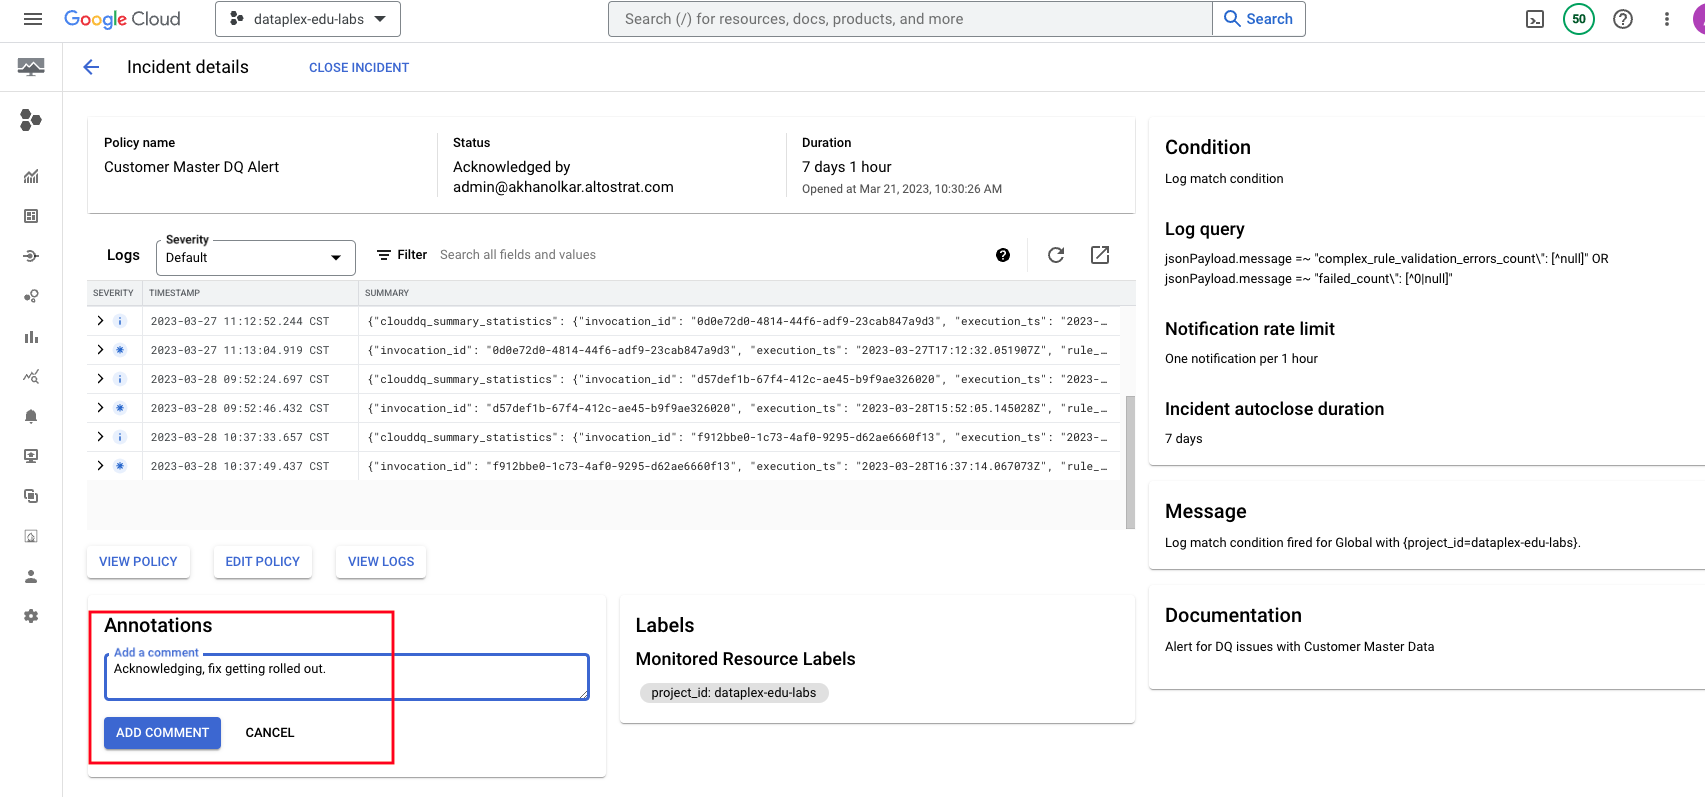 Google Cloud
dataplex-edu-labs
Search (/) for resources, docs, products, and more
Search
50
Incident details
CLOSE INCIDENT
Policy name
Customer Master DQ Alert
Status
Acknowledged by
admin@akhanolkar.altostrat.com
Duration
7 days 1 hour
Opened at Mar 21, 2023, 10:30:26 AM
Logs
Severity
Default
Filter
Search all fields and values
SEVERITY TIMESTAMP SUMMARY
2023-03-27 11:12:52.244 CST {"clouddq_summary_statistics": {"invocation_id": "0d0e72d0-4814-44f6-adf9-23cab847a9d3", "execution_ts": "2023-…
2023-03-27 11:13:04.919 CST {"invocation_id": "0d0e72d0-4814-44f6-adf9-23cab847a9d3", "execution_ts": "2023-03-27T17:12:32.051907Z", "rule_…
2023-03-28 09:52:24.697 CST {"clouddq_summary_statistics": {"invocation_id": "d57def1b-67f4-412c-ae45-b9f9ae326020", "execution_ts": "2023-…
2023-03-28 09:52:46.432 CST {"invocation_id": "d57def1b-67f4-412c-ae45-b9f9ae326020", "execution_ts": "2023-03-28T15:52:05.145028Z", "rule_…
2023-03-28 10:37:33.657 CST {"clouddq_summary_statistics": {"invocation_id": "f912bbe0-1c73-4af0-9295-d62ae6660f13", "execution_ts": "2023-…
2023-03-28 10:37:49.437 CST {"invocation_id": "f912bbe0-1c73-4af0-9295-d62ae6660f13", "execution_ts": "2023-03-28T16:37:14.067073Z", "rule_…
VIEW POLICY
EDIT POLICY
VIEW LOGS
Annotations
Add a comment
Acknowledging, fix getting rolled out.
ADD COMMENT
CANCEL
Labels
Monitored Resource Labels
project_id: dataplex-edu-labs
Condition
Log match condition
Log query
jsonPayload.message =~ "complex_rule_validation_errors_count\": [^null]" OR
jsonPayload.message =~ "failed_count\": [^0|null]"
Notification rate limit
One notification per 1 hour
Incident autoclose duration
7 days
Message
Log match condition fired for Global with {project_id=dataplex-edu-labs}.
Documentation
Alert for DQ issues with Customer Master Data